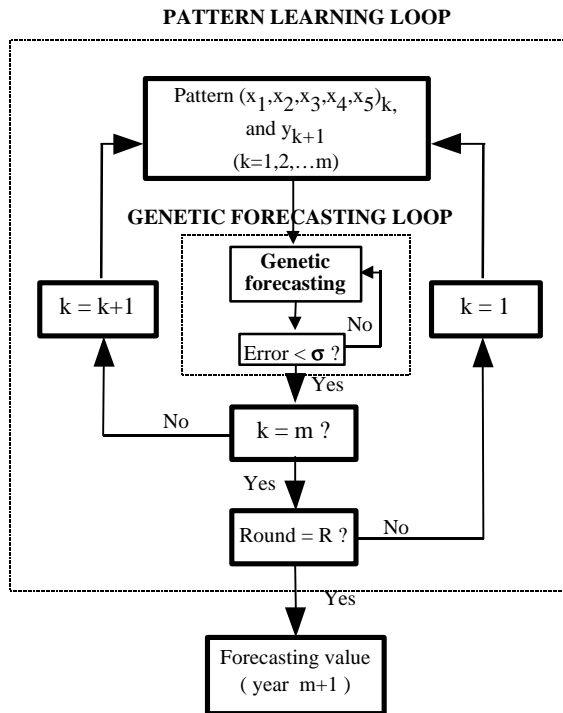 PATTERN LEARNING LOOP
Pattern (x1,x2,x3,x4,x5)k,
and yk+1
(k=1,2,…m)
GENETIC FORECASTING LOOP
Genetic
forecasting
k = k+1
k = 1
No
Error < σ ?
Yes
No
k = m ?
Yes
Round = R ?
No
Yes
Forecasting value
( year m+1 )